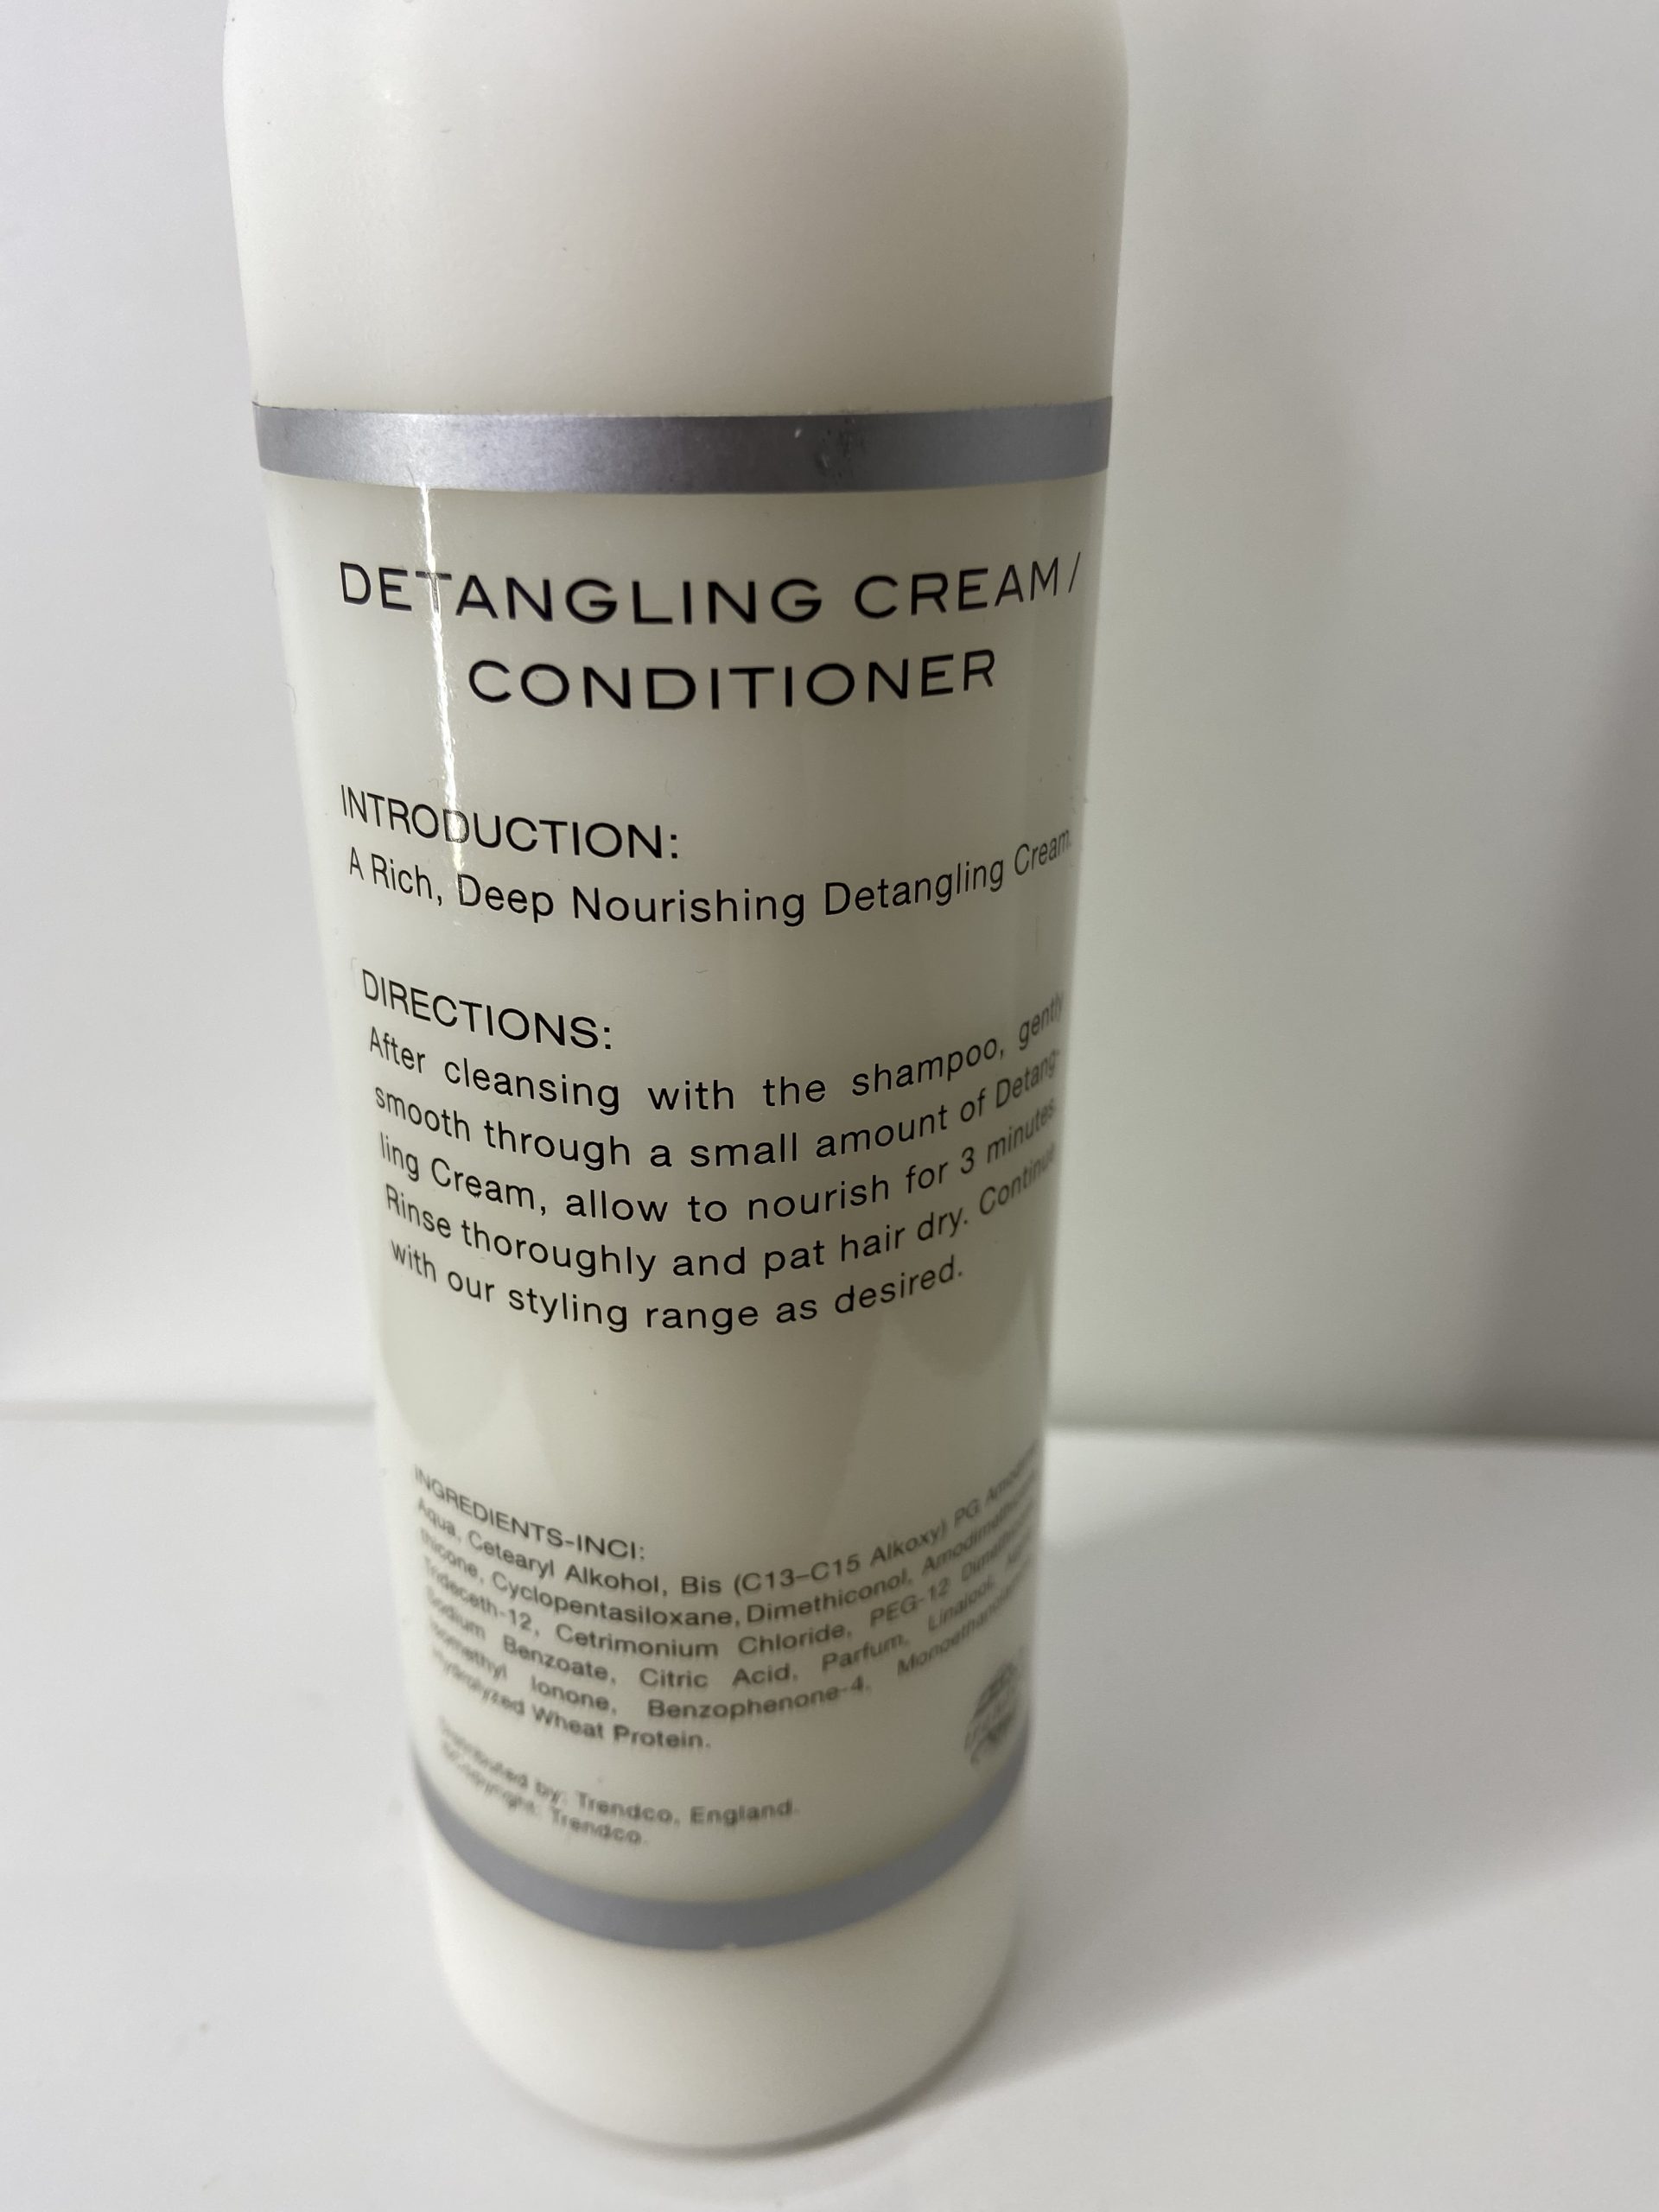 DETANGLING CREAM/
CONDITIONER
INTRODUCTION:
A Rich, Deep Nourishing Detangling Cream.
DIRECTIONS:
After cleansing with the shampoo, gently
smooth through a small amount of Detang-
ling Cream, allow to nourish for 3 minutes.
Rinse thoroughly and pat hair dry. Continue
with our styling range as desired.
INGREDIENTS-INCI:
Aqua, Cetearyl Alkohol, Bis (C13-C15 Alkoxy) PG Amodime-
thicone, Cyclopentasiloxane, Dimethiconol, Amodimethicone,
Trideceth-12, Cetrimonium Chloride, PEG-12 Dimethicone,
Sodium Benzoate, Citric Acid, Parfum, Linalool,
Isomethyl Ionone, Benzophenone-4,
Hydrolyzed Wheat Protein.
Distributed by: Trendco, England.
©Copyright: Trendco.